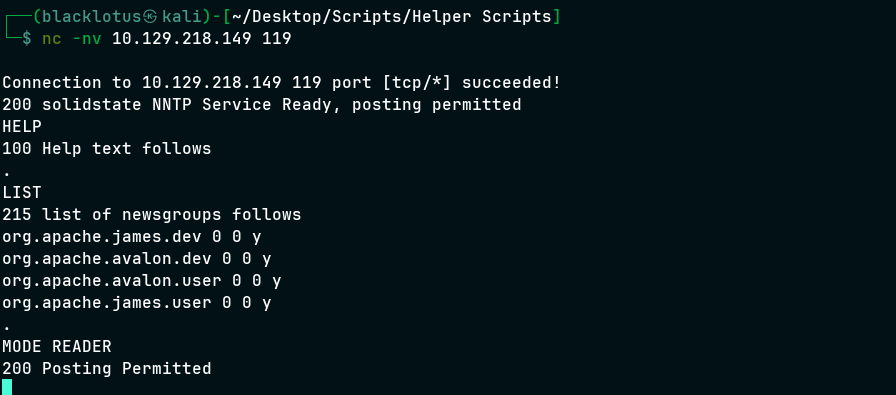 ┌──(blacklotus㉿kali)-[~/Desktop/Scripts/Helper Scripts]
└─$ nc -nv 10.129.218.149 119
Connection to 10.129.218.149 119 port [tcp/*] succeeded!
200 solidstate NNTP Service Ready, posting permitted
HELP
100 Help text follows
.
LIST
215 list of newsgroups follows
org.apache.james.dev 0 0 y
org.apache.avalon.dev 0 0 y
org.apache.avalon.user 0 0 y
org.apache.james.user 0 0 y
.
MODE READER
200 Posting Permitted